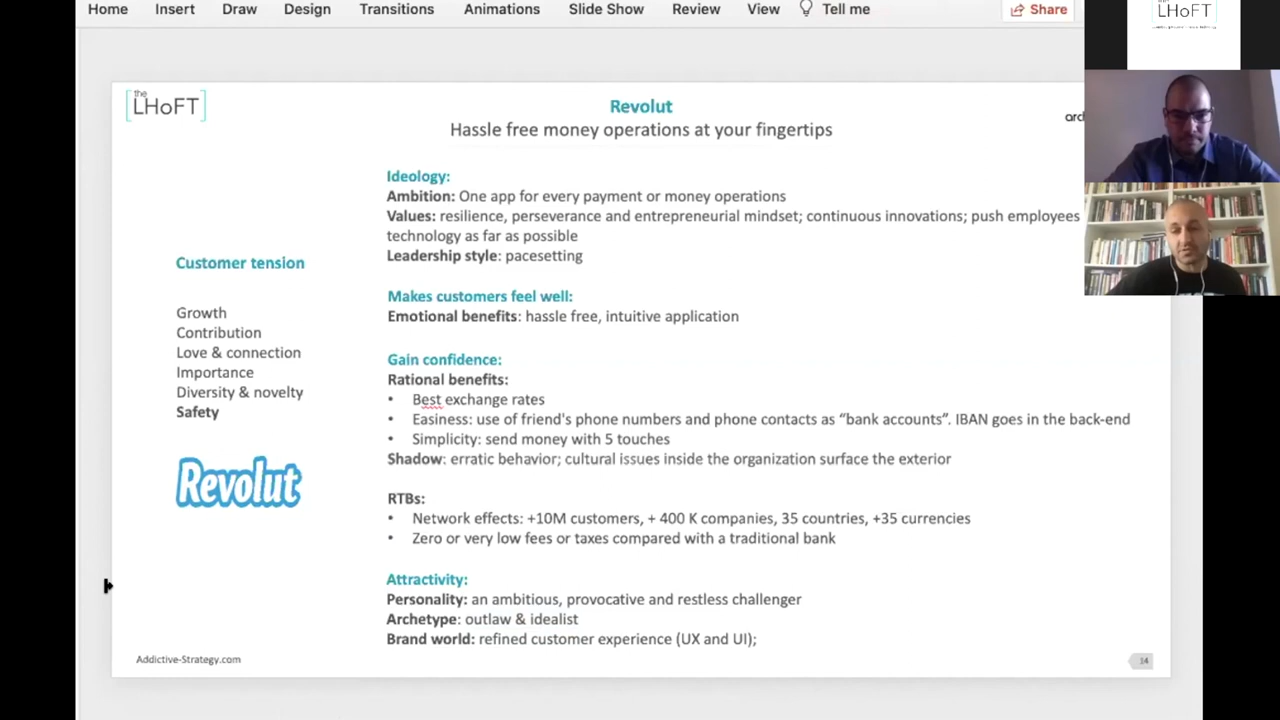 Home Insert Draw Design Transitions Animations Slide Show Review View Tell me Share
the
LHoFT
LHoFT
Revolut
Hassle free money operations at your fingertips
Ideology:
Ambition: One app for every payment or money operations
Values: resilience, perseverance and entrepreneurial mindset; continuous innovations; push employees
technology as far as possible
Leadership style: pacesetting
Makes customers feel well:
Emotional benefits: hassle free, intuitive application
Gain confidence:
Rational benefits:
• Best exchange rates
• Easiness: use of friend's phone numbers and phone contacts as “bank accounts”. IBAN goes in the back-end
• Simplicity: send money with 5 touches
Shadow: erratic behavior; cultural issues inside the organization surface the exterior
RTBs:
• Network effects: +10M customers, + 400 K companies, 35 countries, +35 currencies
• Zero or very low fees or taxes compared with a traditional bank
Attractivity:
Personality: an ambitious, provocative and restless challenger
Archetype: outlaw & idealist
Brand world: refined customer experience (UX and UI);
Customer tension
Growth
Contribution
Love & connection
Importance
Diversity & novelty
Safety
Revolut
Addictive-Strategy.com
14